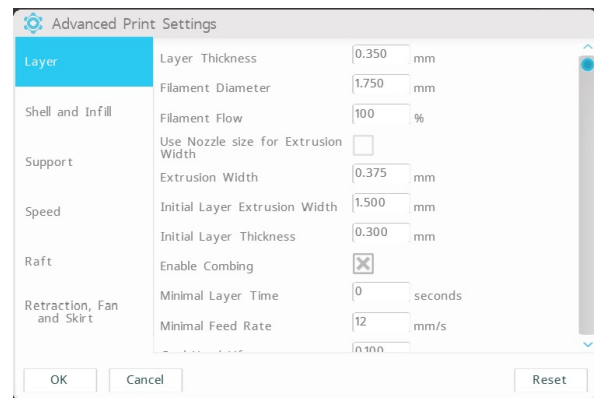 Advanced Print Settings
Layer
Shell and Infill
Support
Speed
Raft
Retraction, Fan
and Skirt
Layer Thickness 0.350 mm
Filament Diameter 1.750 mm
Filament Flow 100 %
Use Nozzle size for Extrusion
Width
Extrusion Width 0.375 mm
Initial Layer Extrusion Width 1.500 mm
Initial Layer Thickness 0.300 mm
Enable Combing
Minimal Layer Time 0 seconds
Minimal Feed Rate 12 mm/s
0.100
OK Cancel Reset